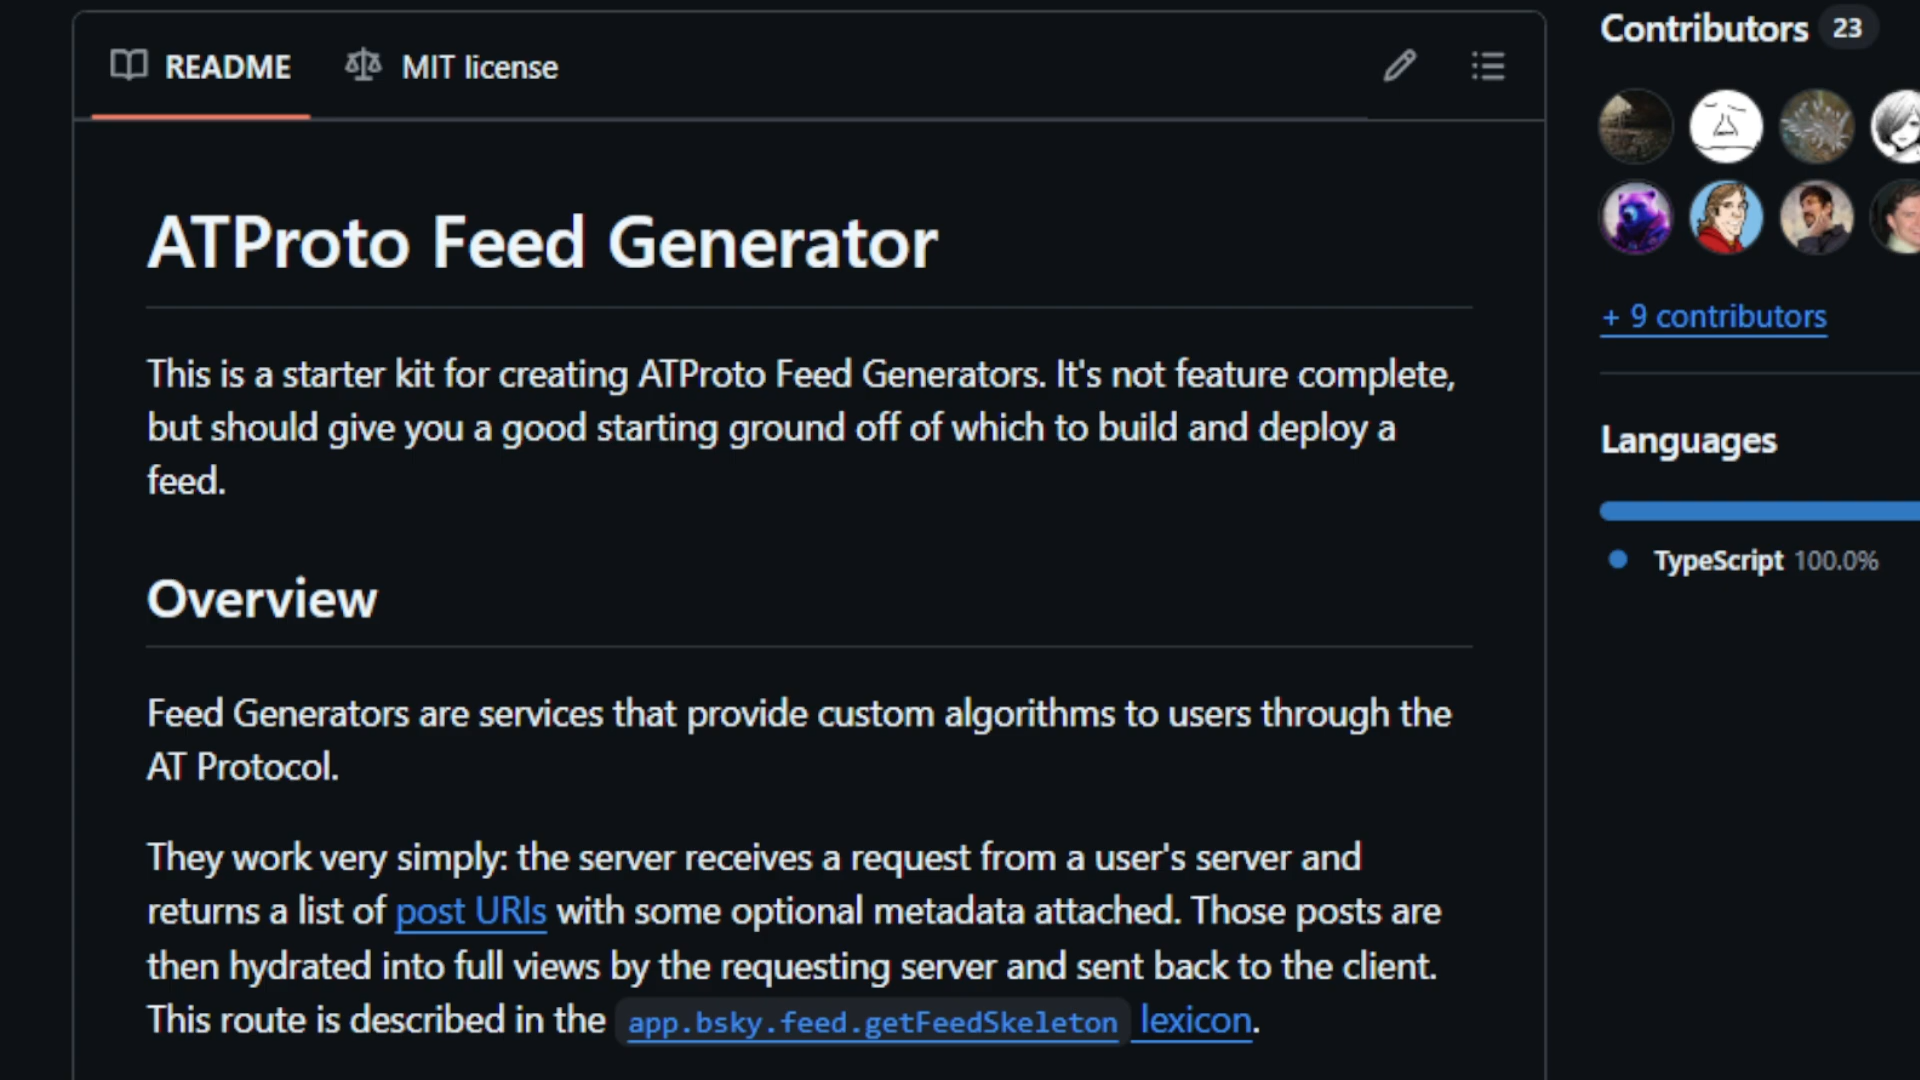 README
MIT license
ATProto Feed Generator
This is a starter kit for creating ATProto Feed Generators. It's not feature complete,
but should give you a good starting ground off of which to build and deploy a
feed.
Overview
Feed Generators are services that provide custom algorithms to users through the
AT Protocol.
They work very simply: the server receives a request from a user's server and
returns a list of post URIs with some optional metadata attached. Those posts are
then hydrated into full views by the requesting server and sent back to the client.
This route is described in the app.bsky.feed.getFeedSkeleton lexicon.
Contributors 23
+ 9 contributors
Languages
TypeScript 100.0%